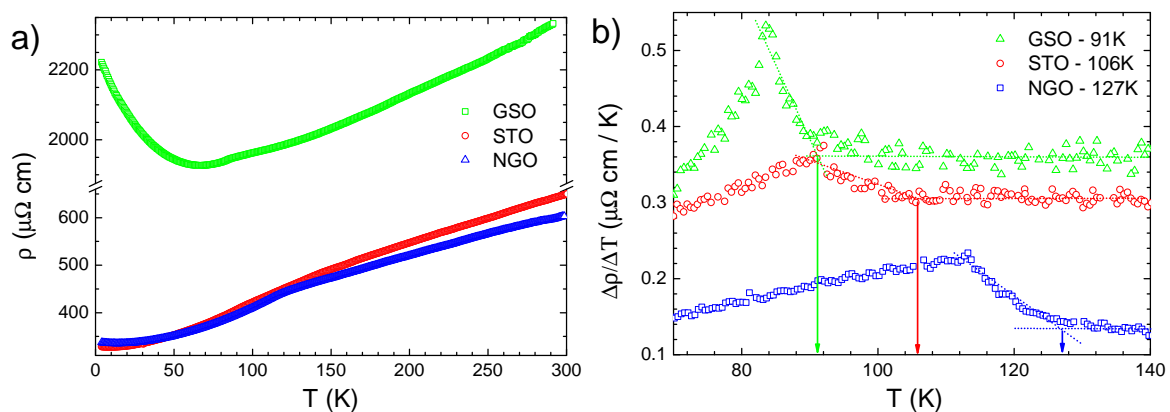 a)
2200
2000
600
500
400
ρ (μΩ cm)
GSO
STO
NGO
0 50 100 150 200 250 300
T (K)
b)
0.5
0.4
0.3
0.2
0.1
Δρ/ΔT (μΩ cm / K)
GSO - 91K
STO - 106K
NGO - 127K
80 100 120 140
T (K)